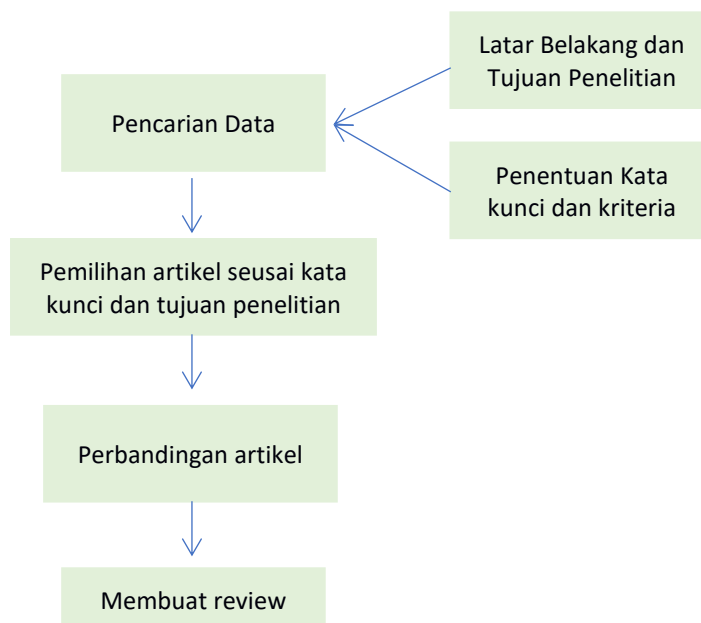 Latar Belakang dan
Tujuan Penelitian
Pencarian Data
Penentuan Kata
kunci dan kriteria
Pemilihan artikel seusai kata
kunci dan tujuan penelitian
Perbandingan artikel
Membuat review